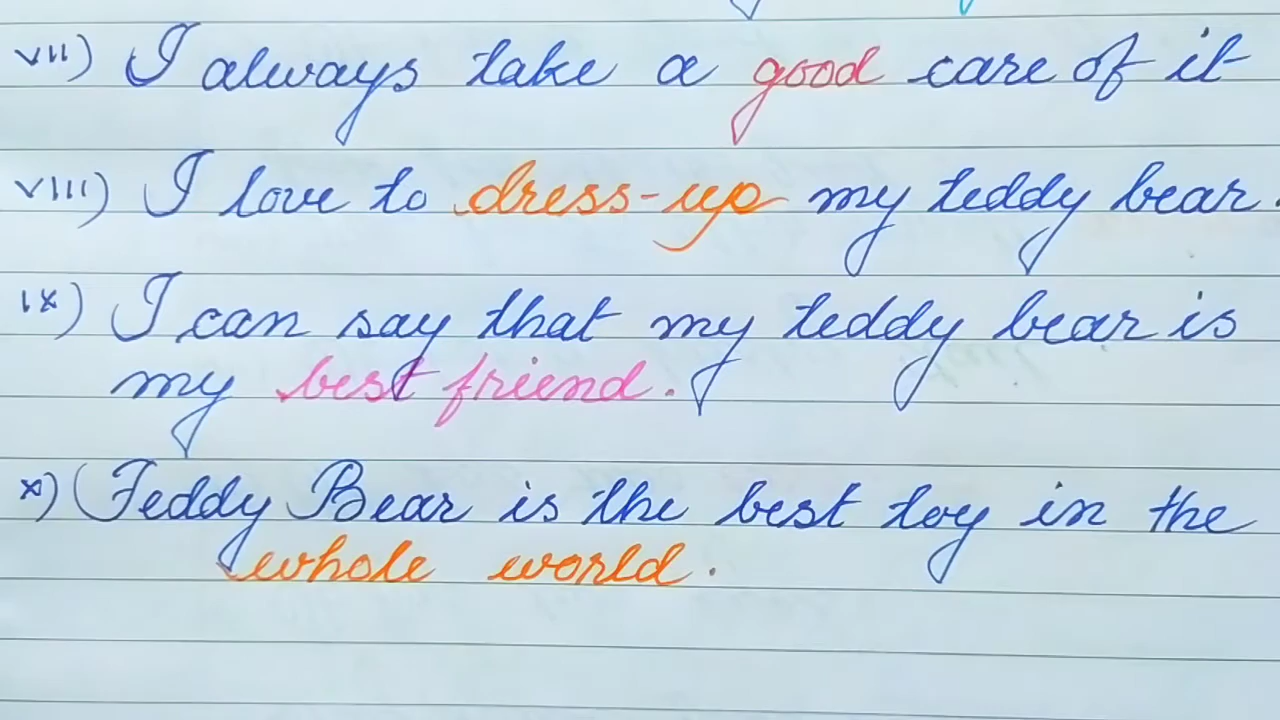 vii) I always take a good care of it
viii) I love to dress-up my teddy bear.
ix) I can say that my teddy bear is
my best friend.
x) Teddy Bear is the best toy in the
whole world.